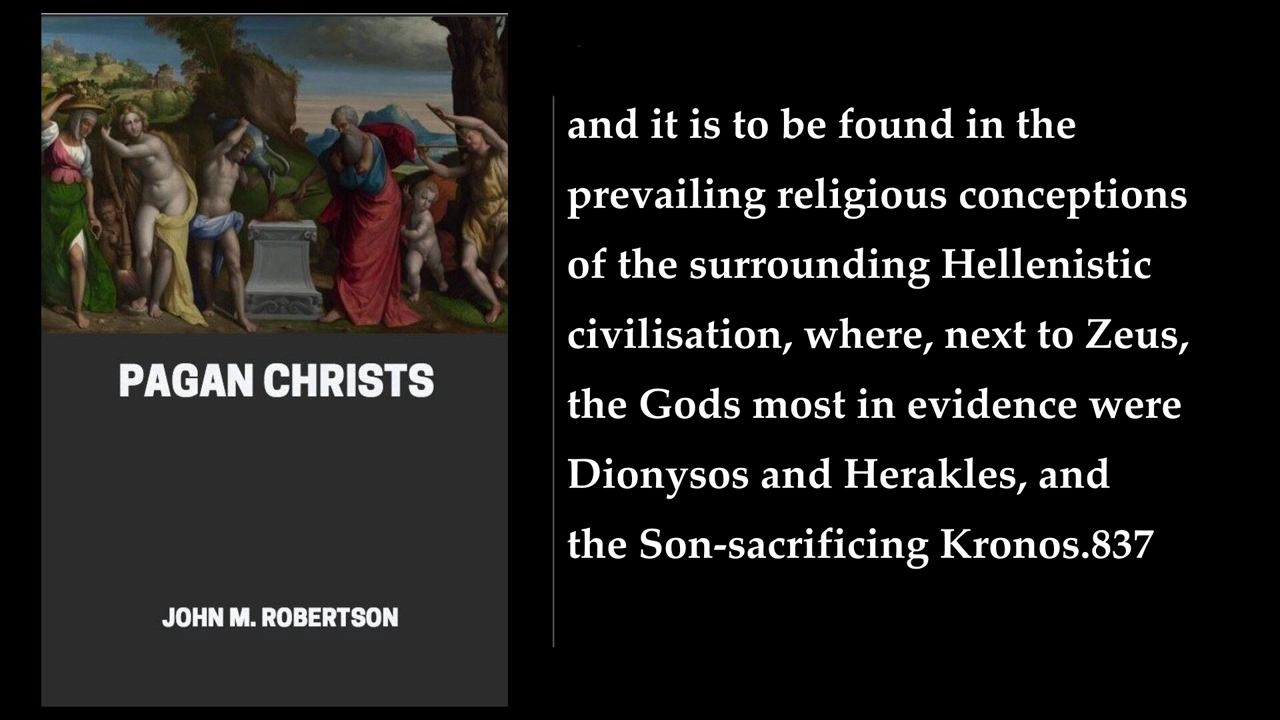 PAGAN CHRISTS
JOHN M. ROBERTSON
and it is to be found in the
prevailing religious conceptions
of the surrounding Hellenistic
civilisation, where, next to Zeus,
the Gods most in evidence were
Dionysos and Herakles, and
the Son-sacrificing Kronos.837